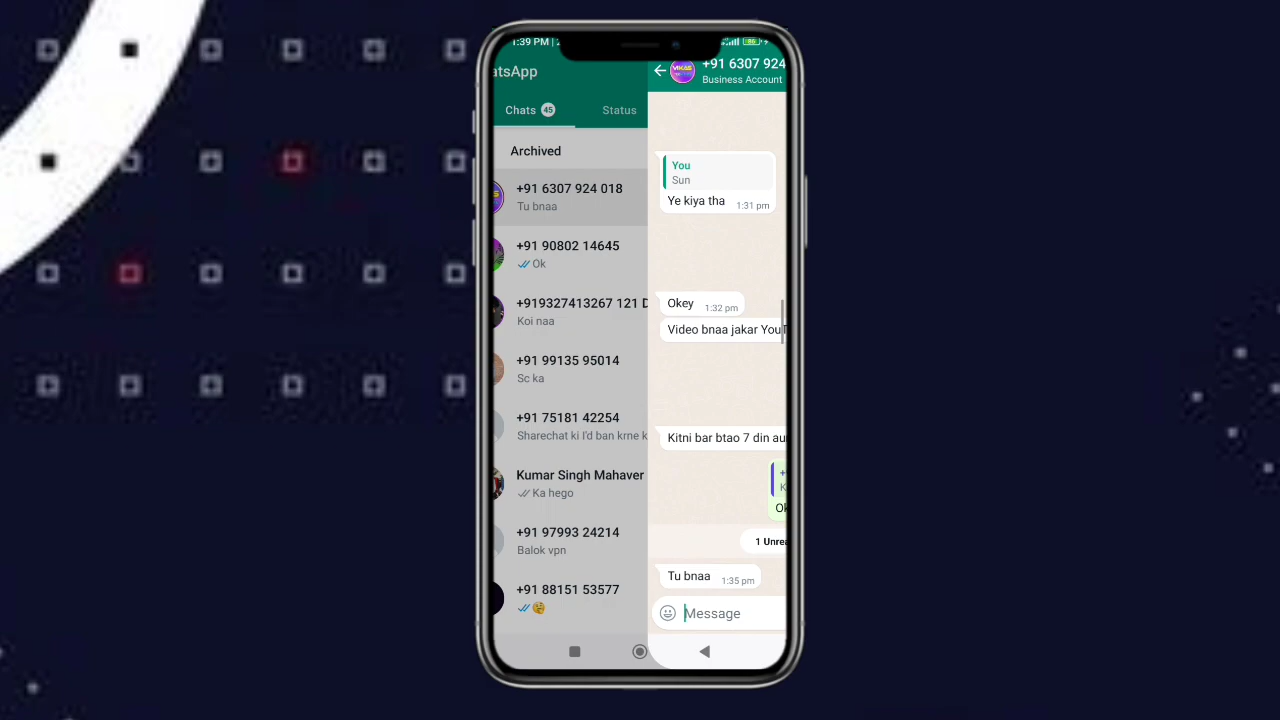 1:39 PM |
86
atsApp
Chats 45
Status
Archived
+91 6307 924 018
Tu bnaa
+91 90802 14645
Ok
+919327413267 121 D
Koi naa
+91 99135 95014
Sc ka
+91 75181 42254
Sharechat ki I'd ban krne k
Kumar Singh Mahaver
Ka hego
+91 97993 24214
Balok vpn
+91 88151 53577
VIKAS
+91 6307 924
Business Account
You
Sun
Ye kiya tha 1:31 pm
Okey 1:32 pm
Video bnaa jakar YouT
Kitni bar btao 7 din au
+
K
Ok
1 Unrea
Tu bnaa 1:35 pm
Message